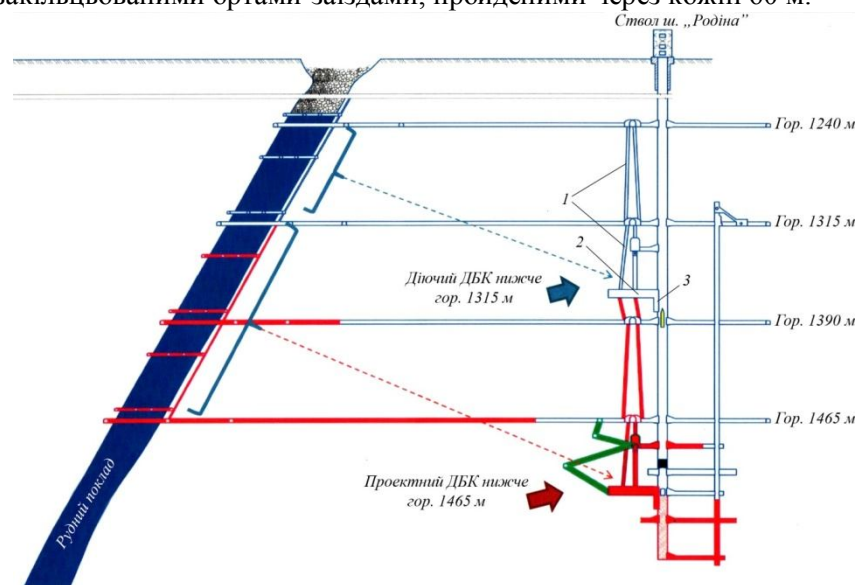 закільцьованими ортами-заїздами, пройденими через кожні 60 м.
Ствол ш. „Родіна”
Гор. 1240 м
1
Гор. 1315 м
2
Діючий ДБК нижче
гор. 1315 м
3
Гор. 1390 м
Гор. 1465 м
Проектний ДБК нижче
гор. 1465 м
Рудний поклад